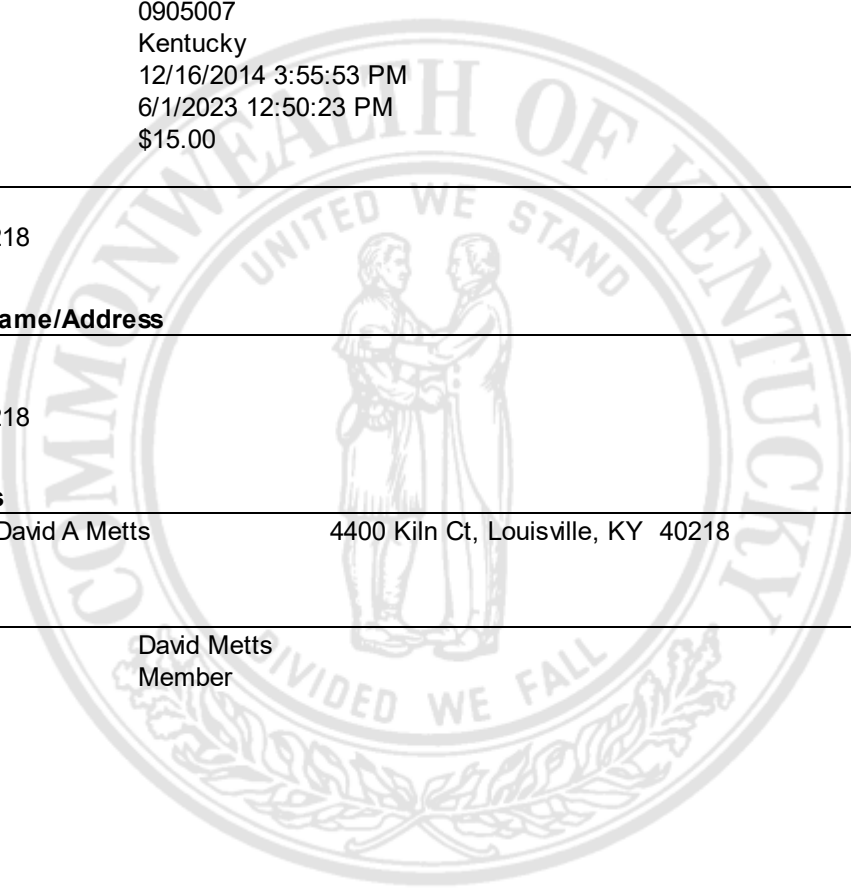 0905007
Kentucky
12/16/2014 3:55:53 PM
6/1/2023 12:50:23 PM
$15.00
218
ame/Address
218
s
David A Metts 4400 Kiln Ct, Louisville, KY 40218
David Metts
Member
COMMONWEALTH OF KENTUCKY
UNITED WE STAND
DIVIDED WE FALL